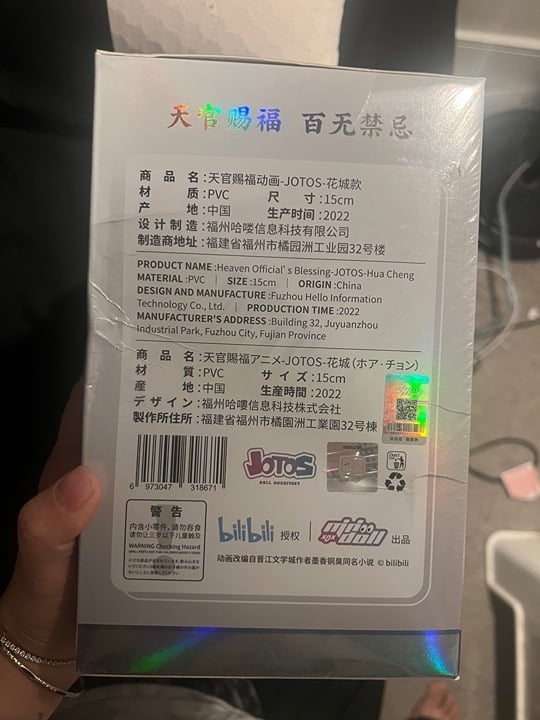 天官赐福 百无禁忌
商品名:天官赐福动画-JOTOS-花城款
材质:PVC 尺寸:15cm
产地:中国 生产时间:2022
设计制造:福州哈喽信息科技有限公司
制造商地址:福建省福州市橘园洲工业园32号楼
PRODUCT NAME :Heaven Official's Blessing-JOTOS-Hua Cheng
MATERIAL :PVC | SIZE :15cm | ORIGIN :China
DESIGN AND MANUFACTURE :Fuzhou Hello Information
Technology Co., Ltd. | PRODUCTION TIME :2022
MANUFACTURER'S ADDRESS :Building 32, Juyuanzhou
Industrial Park, Fuzhou City, Fujian Province
商品名:天官賜福アニメ-JOTOS-花城(ホア·チョン)
材質:PVC サイズ:15cm
産地:中国 生産時間:2022
デザイン:福州哈嘍信息科技株式会社
製作所住所:福建省福州市橘園洲工業園32号棟
6 973047 318671
JOTOS
DOLL ARCHITECT
警告
内含小零件,请勿吞食
请勿让三岁以下儿童触及
WARNING Chocking Hazard
bilibili 授权 | 出品
动画改编自晋江文学城作者墨香铜臭同名小说 © bilibili